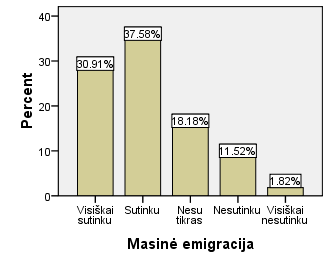 40
30
20
10
0
Percent
30.91%
37.58%
18.18%
11.52%
1.82%
Visiškai
sutinku
Sutinku
Nesu
tikras
Nesutinku
Visiškai
nesutinku
Masinė emigracija